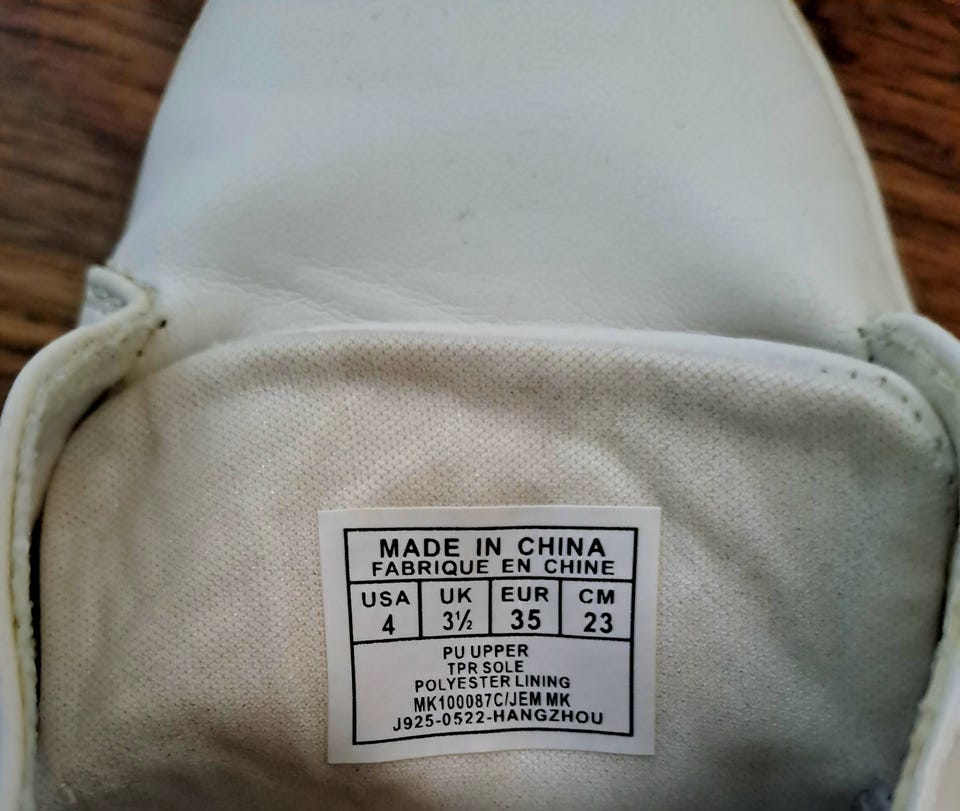 MADE IN CHINA
FABRIQUE EN CHINE
USA UK EUR CM
4 3½ 35 23
PU UPPER
TPR SOLE
POLYESTER LINING
MK100087C/JEM MK
J925-0522-HANGZHOU